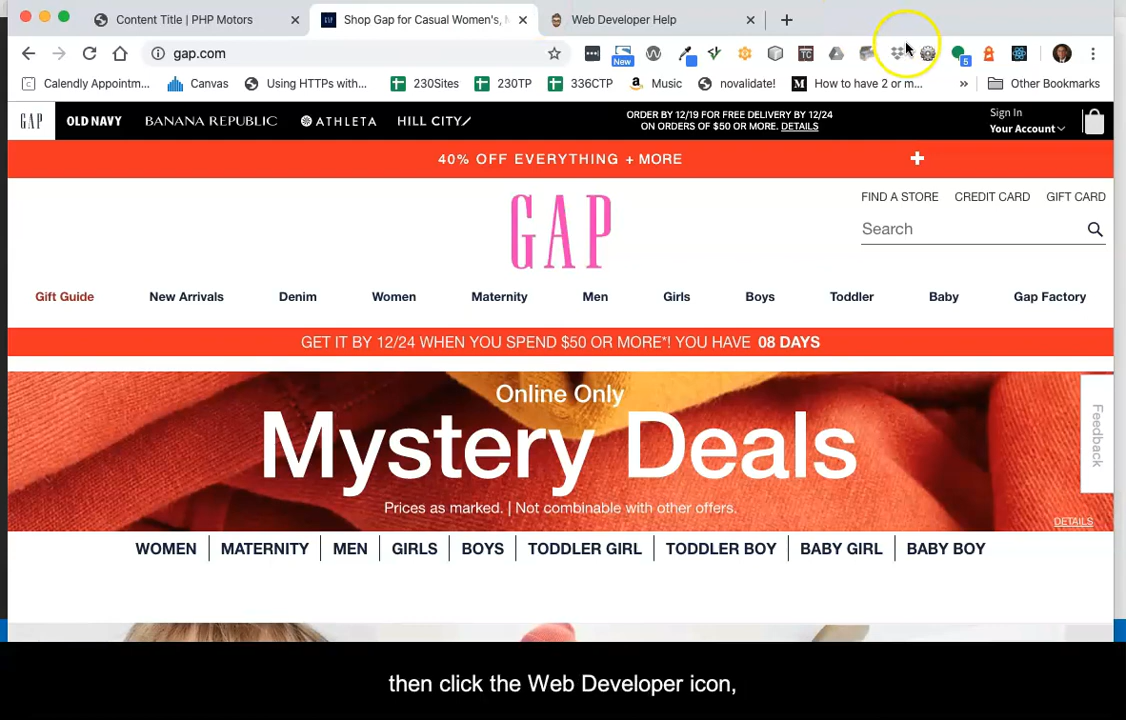 Content Title | PHP Motors
Shop Gap for Casual Women's, M
Web Developer Help
gap.com
New
TC
5
Calendly Appointm...
Canvas
Using HTTPs with...
230Sites
230TP
336CTP
Music
novalidate!
M
How to have 2 or m...
»
Other Bookmarks
GAP
OLD NAVY
BANANA REPUBLIC
ATHLETA
HILL CITY
ORDER BY 12/19 FOR FREE DELIVERY BY 12/24
ON ORDERS OF $50 OR MORE. DETAILS
Sign In
Your Account
40% OFF EVERYTHING + MORE
GAP
FIND A STORE
CREDIT CARD
GIFT CARD
Search
Gift Guide
New Arrivals
Denim
Women
Maternity
Men
Girls
Boys
Toddler
Baby
Gap Factory
GET IT BY 12/24 WHEN YOU SPEND $50 OR MORE*! YOU HAVE 08 DAYS
Online Only
Mystery Deals
Prices as marked. | Not combinable with other offers.
DETAILS
Feedback
WOMEN
MATERNITY
MEN
GIRLS
BOYS
TODDLER GIRL
TODDLER BOY
BABY GIRL
BABY BOY
then click the Web Developer icon,